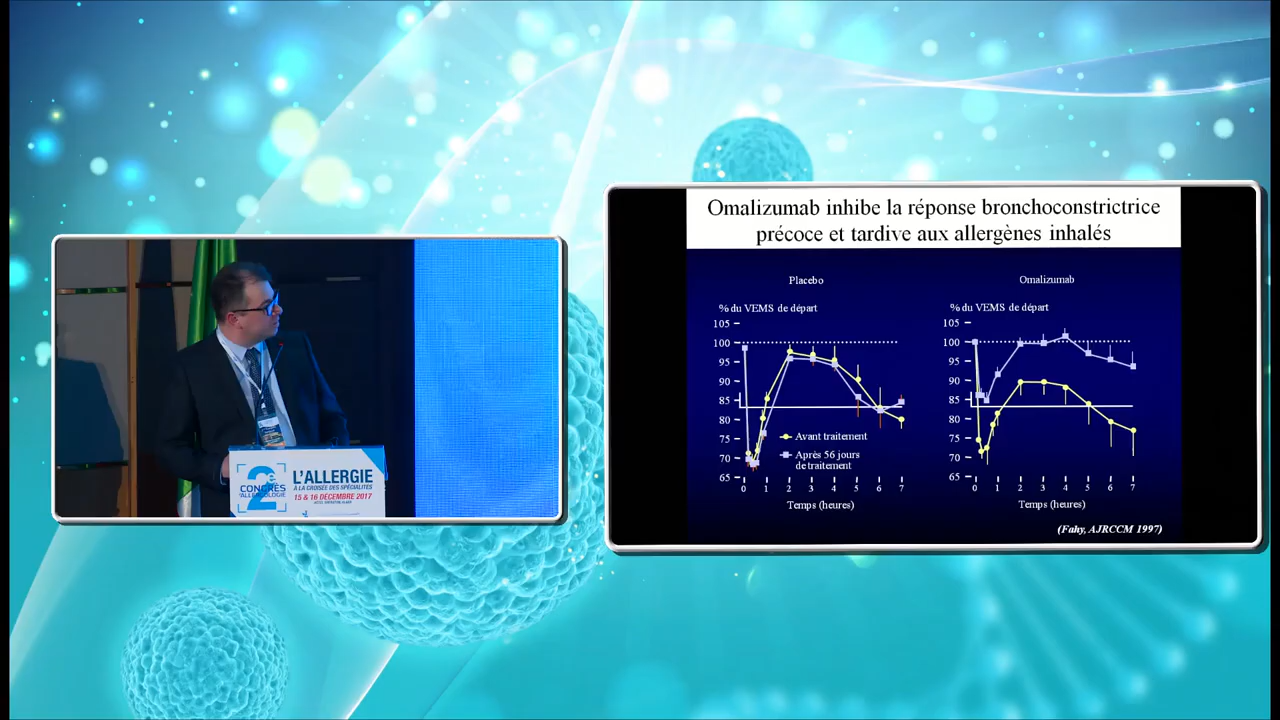 Omalizumab inhibe la réponse bronchoconstrictrice
précoce et tardive aux allergènes inhalés
Placebo
% du VEMS de départ
105
100
95
90
85
80
75
70
65
0 1 2 3 4 5 6 7
Avant traitement
Après 56 jours
de traitement
Temps (heures)
Omalizumab
% du VEMS de départ
105
100
95
90
85
80
75
70
65
0 1 2 3 4 5 6 7
Temps (heures)
(Fahy, AJRCCM 1997)
2e
CONGRÈS
D'ALLERGOLOGIE
L'ALLERGIE
À LA CROISÉE DES SPÉCIALITÉS
15 & 16 DÉCEMBRE 2017